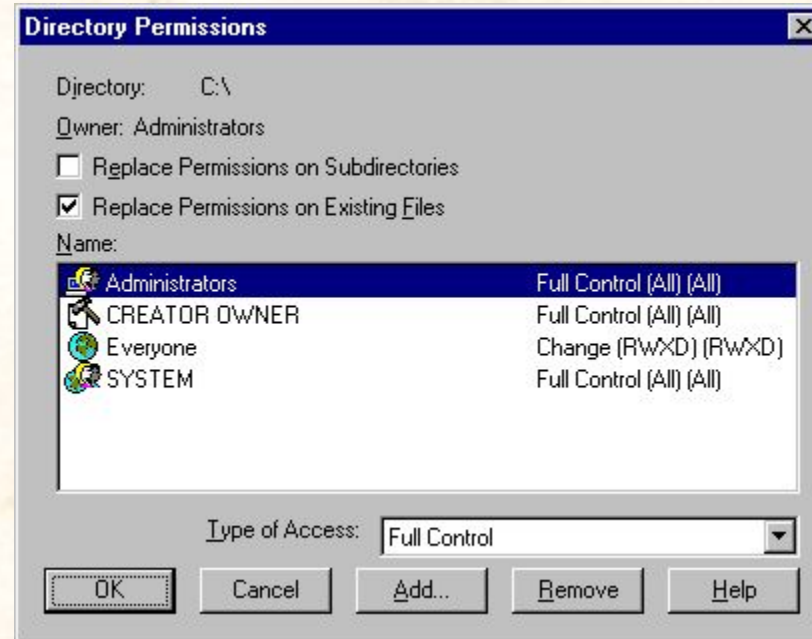 Directory Permissions
Directory: C:\
Owner: Administrators
Replace Permissions on Subdirectories
Replace Permissions on Existing Files
Name:
Administrators Full Control (All) (All)
CREATOR OWNER Full Control (All) (All)
Everyone Change (RWXD) (RWXD)
SYSTEM Full Control (All) (All)
Type of Access: Full Control
OK Cancel Add... Remove Help